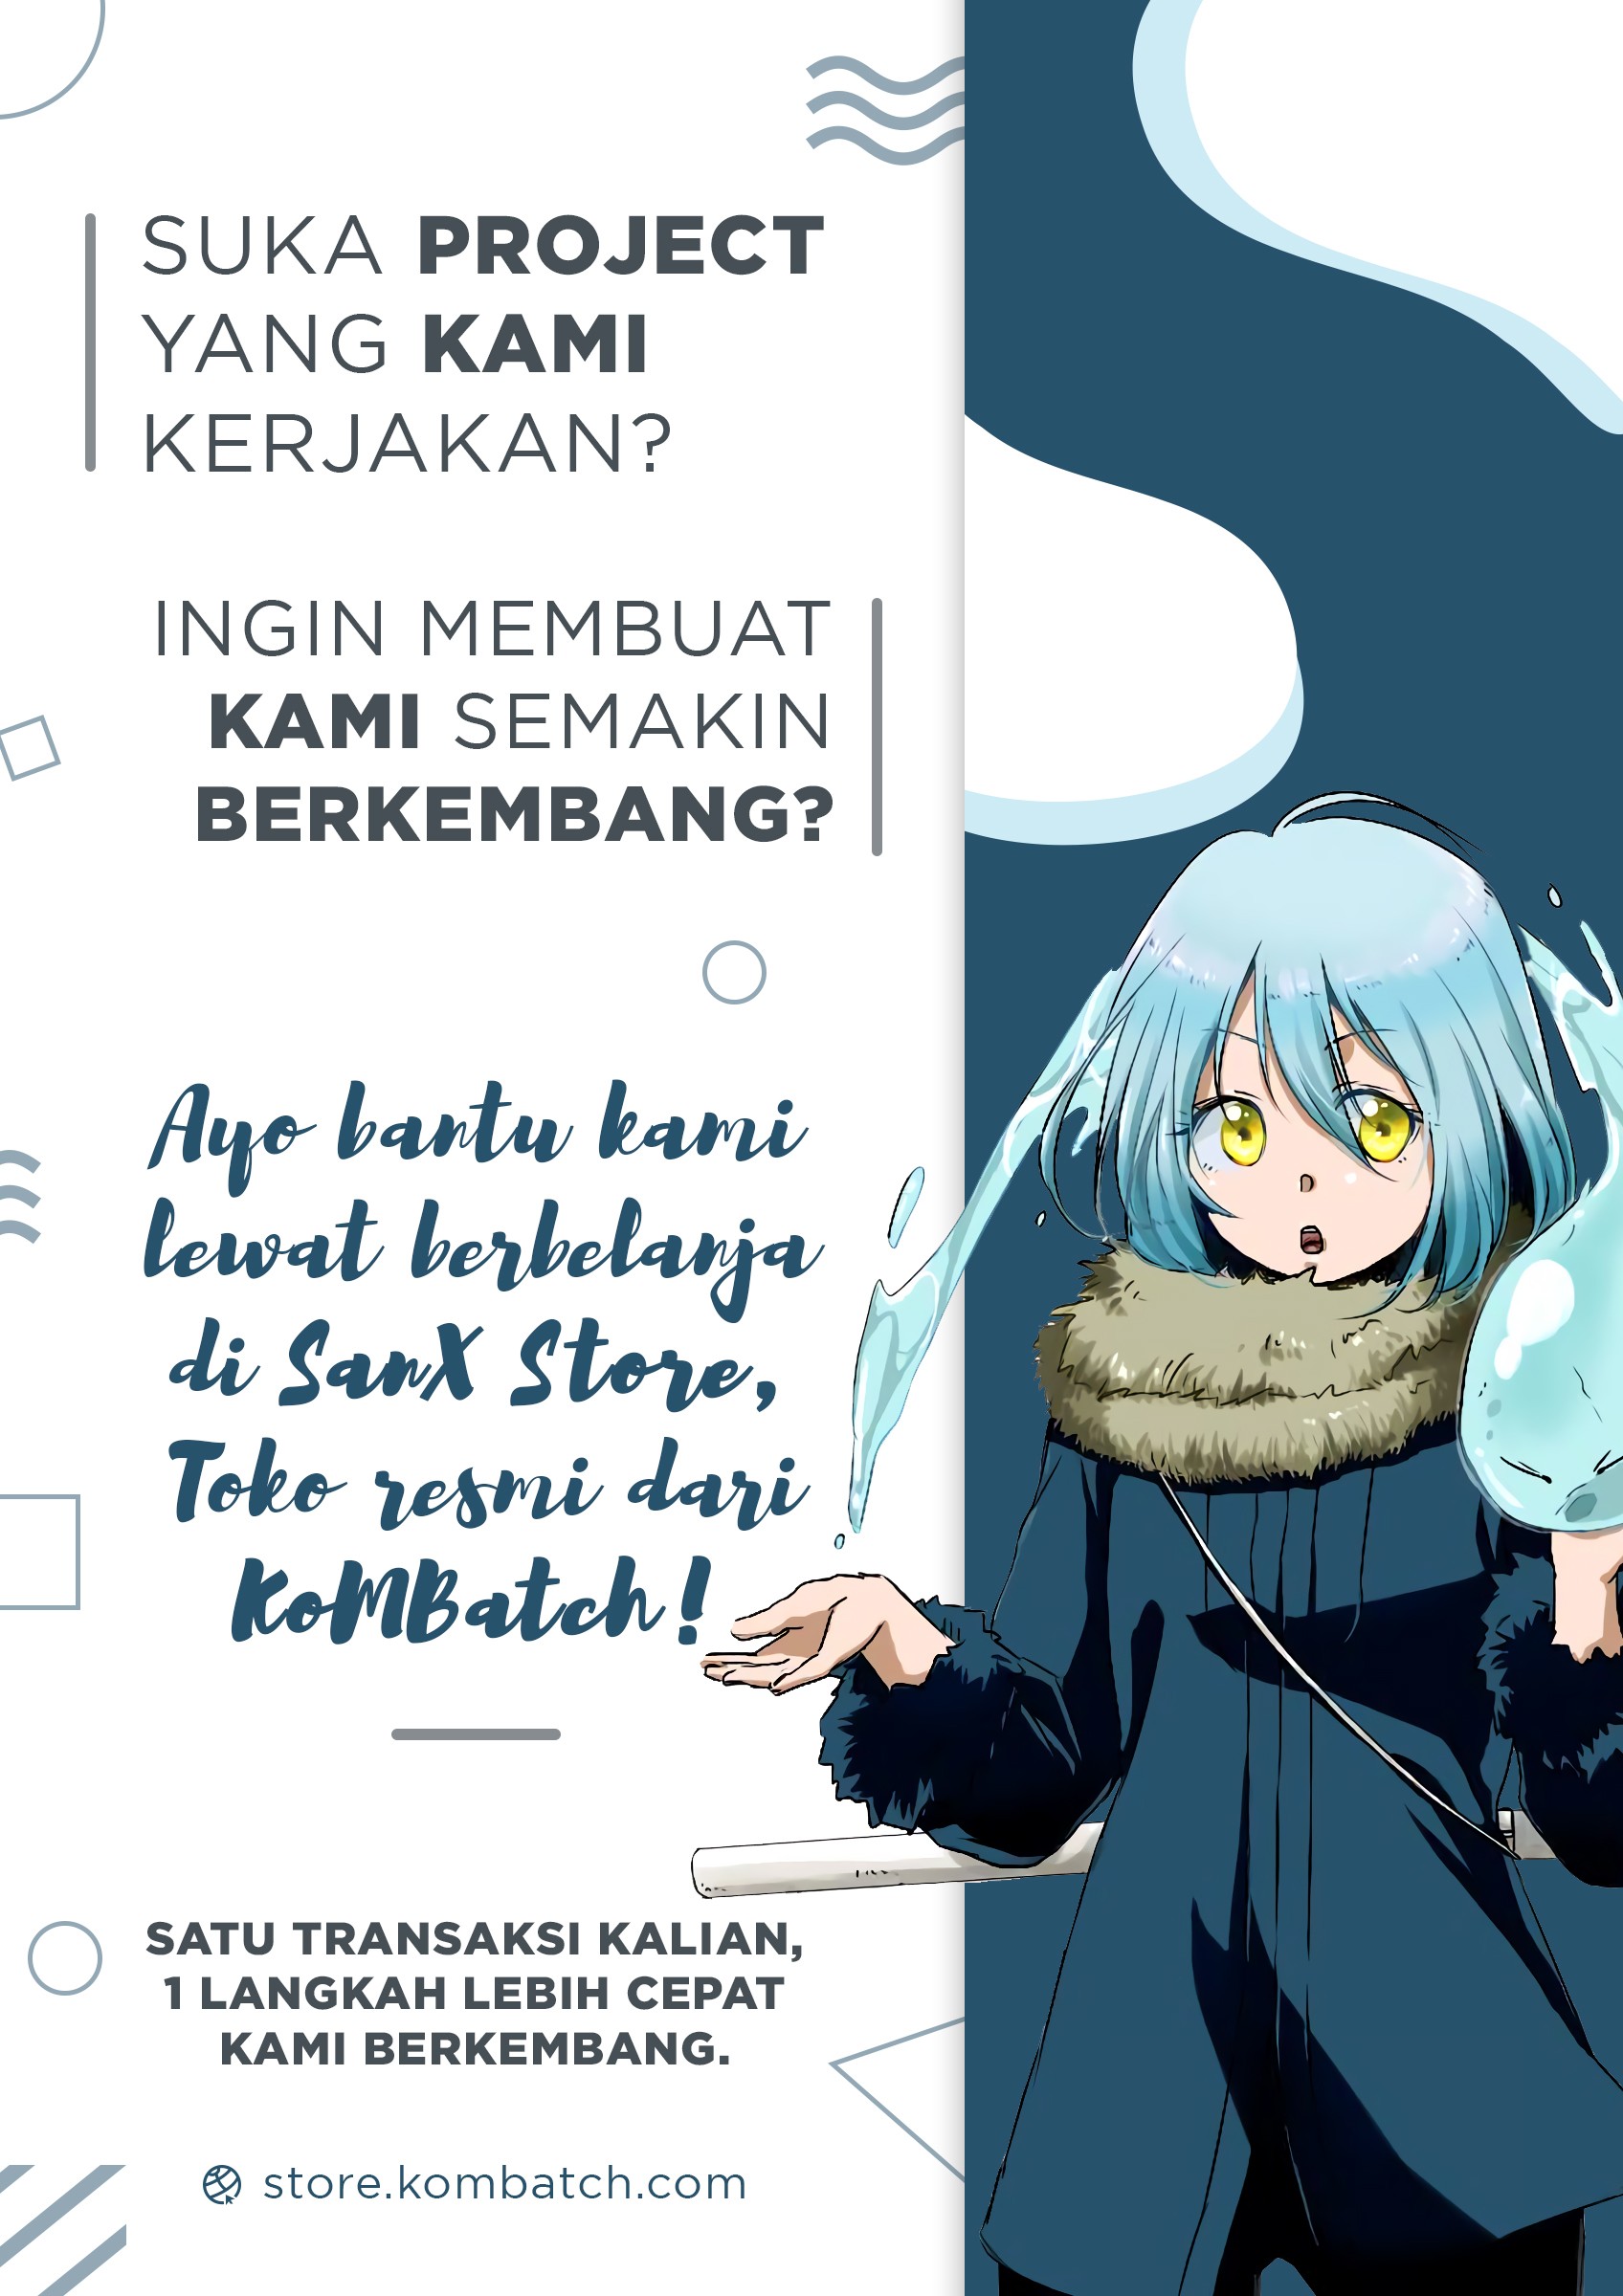 SUKA PROJECT
YANG KAMI
KERJAKAN?
INGIN MEMBUAT
KAMI SEMAKIN
BERKEMBANG?
Ayo bantu kami
lewat berbelanja
di SanX Store,
Toko resmi dari
KoMBatch!
SATU TRANSAKSI KALIAN,
1 LANGKAH LEBIH CEPAT
KAMI BERKEMBANG.
store.kombatch.com